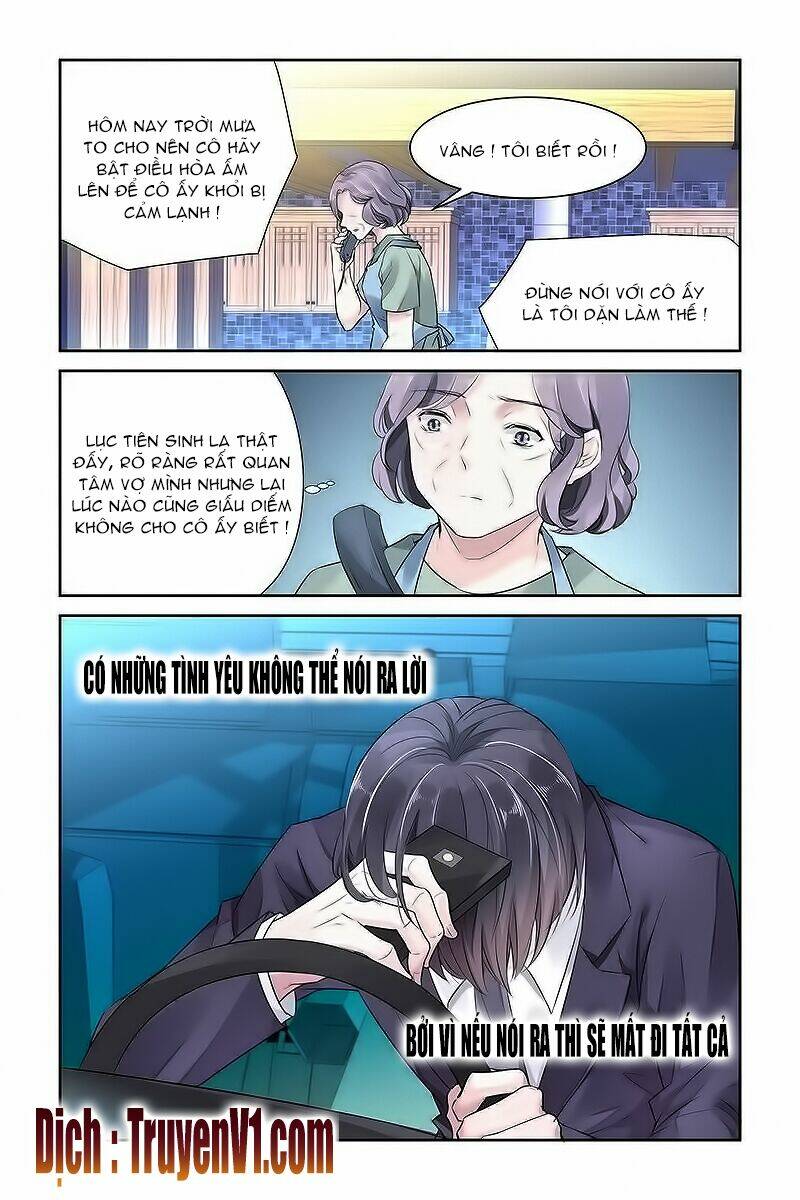 HÔM NAY TRỜI MƯA
TO CHO NÊN CÔ HÃY
BẬT ĐIỀU HÒA ẤM
LÊN ĐỂ CÔ ẤY KHỎI BỊ
CẢM LẠNH !
VÂNG ! TÔI BIẾT RỒI !
ĐỪNG NÓI VỚI CÔ ẤY
LÀ TÔI DẶN LÀM THẾ !
LỤC TIÊN SINH LA THẬT
ĐẤY, RÕ RÀNG RẤT QUAN
TÂM VỢ MÌNH NHƯNG LẠI
LÚC NÀO CŨNG GIẤU DIẾM
KHÔNG CHO CÔ ẤY BIẾT !
CÓ NHỮNG TÌNH YÊU KHÔNG THỂ NÓI RA LỜI
BỞI VÌ NẾU NÓI RA THÌ SẼ MẤT ĐI TẤT CẢ
Dịch : TruyenV1.com